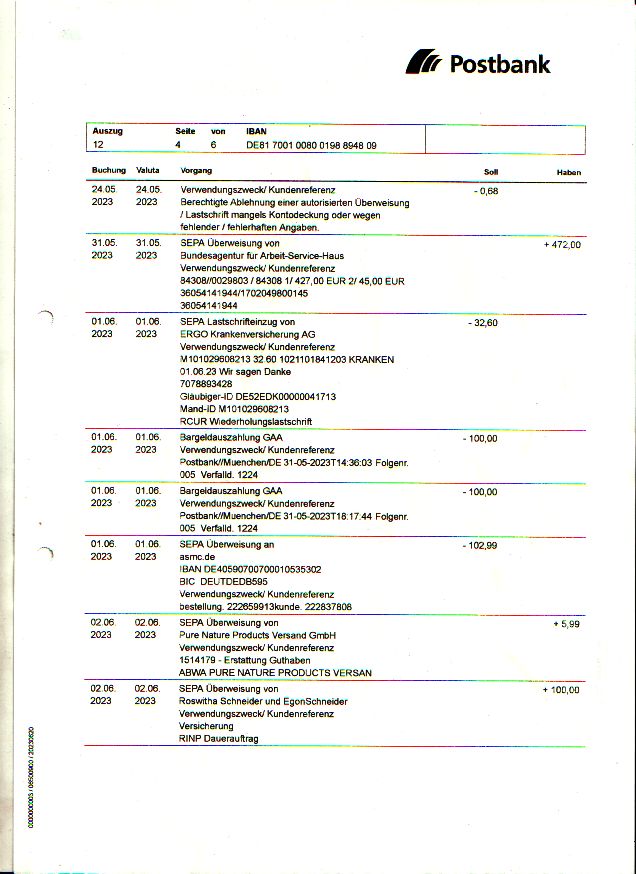 Postbank
Auszug Seite von IBAN
12 4 6 DE81 7001 0080 0198 8948 09
Buchung Valuta Vorgang Soll Haben
24.05. 24.05. Verwendungszweck/ Kundenreferenz - 0,68
2023 2023 Berechtigte Ablehnung einer autorisierten Überweisung
/ Lastschrift mangels Kontodeckung oder wegen
fehlender / fehlerhaften Angaben.
31.05. 31.05. SEPA Überweisung von + 472,00
2023 2023 Bundesagentur für Arbeit-Service-Haus
Verwendungszweck/ Kundenreferenz
84308//0029803 / 84308 1/ 427,00 EUR 2/ 45,00 EUR
36054141944/1702049800145
36054141944
01.06. 01.06. SEPA Lastschrifteinzug von - 32,60
2023 2023 ERGO Krankenversicherung AG
Verwendungszweck/ Kundenreferenz
M101029608213 32.60 1021101841203 KRANKEN
01.06.23 Wir sagen Danke
7078893428
Gläubiger-ID DE52EDK00000041713
Mand-ID M101029608213
RCUR Wiederholungslastschrift
01.06. 01.06. Bargeldauszahlung GAA - 100,00
2023 2023 Verwendungszweck/ Kundenreferenz
Postbank//Muenchen/DE 31-05-2023T14:36:03 Folgenr.
005 Verfalld. 1224
01.06. 01.06. Bargeldauszahlung GAA - 100,00
2023 2023 Verwendungszweck/ Kundenreferenz
Postbank//Muenchen/DE 31-05-2023T18:17:44 Folgenr.
005 Verfalld. 1224
01.06. 01.06. SEPA Überweisung an - 102,99
2023 2023 asmc.de
IBAN DE40590700700010535302
BIC DEUTDEDB595
Verwendungszweck/ Kundenreferenz
bestellung. 222659913kunde. 222837808
02.06. 02.06. SEPA Überweisung von + 5,99
2023 2023 Pure Nature Products Versand GmbH
Verwendungszweck/ Kundenreferenz
1514179 - Erstattung Guthaben
ABWA PURE NATURE PRODUCTS VERSAN
02.06. 02.06. SEPA Überweisung von + 100,00
2023 2023 Roswitha Schneider und EgonSchneider
Verwendungszweck/ Kundenreferenz
Versicherung
RINP Dauerauftrag